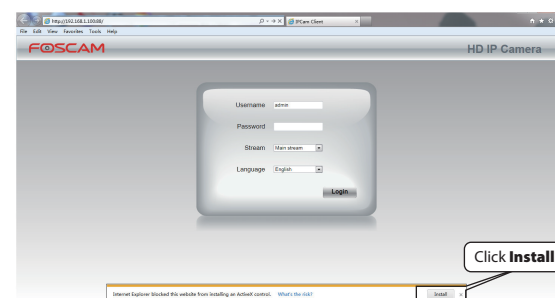 http://192.168.1.100:88/
IPCam Client
File Edit View Favorites Tools Help
FOSCAM
HD IP Camera
Username admin
Password
Stream Main stream
Language English
Login
Click Install
Internet Explorer blocked this website from installing an ActiveX control. What's the risk?
Install